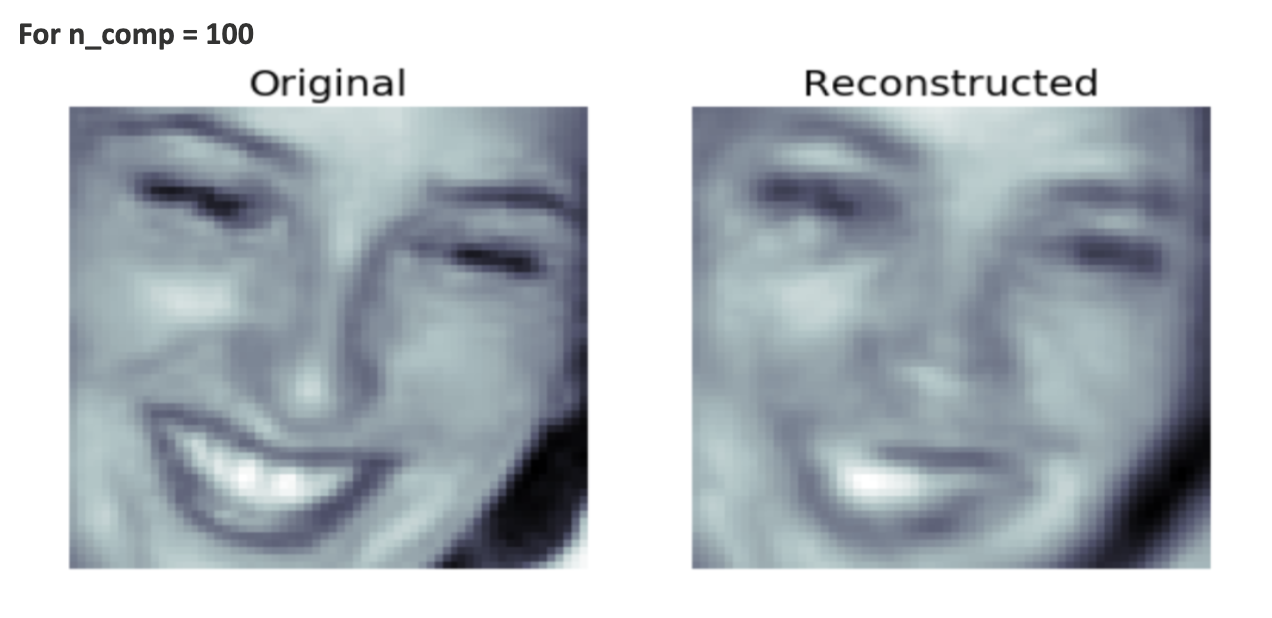 For n_comp = 100
Original
Reconstructed